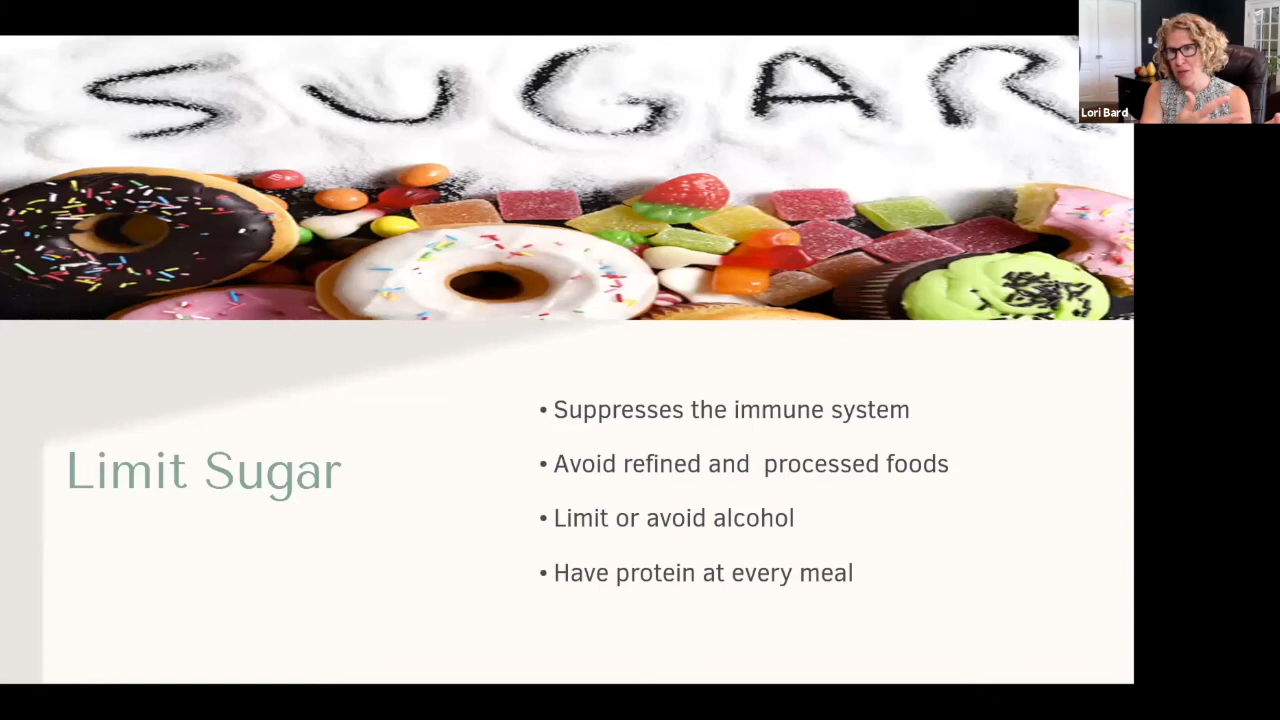 SUGAR
Lori Bard
Limit Sugar
• Suppresses the immune system
• Avoid refined and  processed foods
• Limit or avoid alcohol
• Have protein at every meal